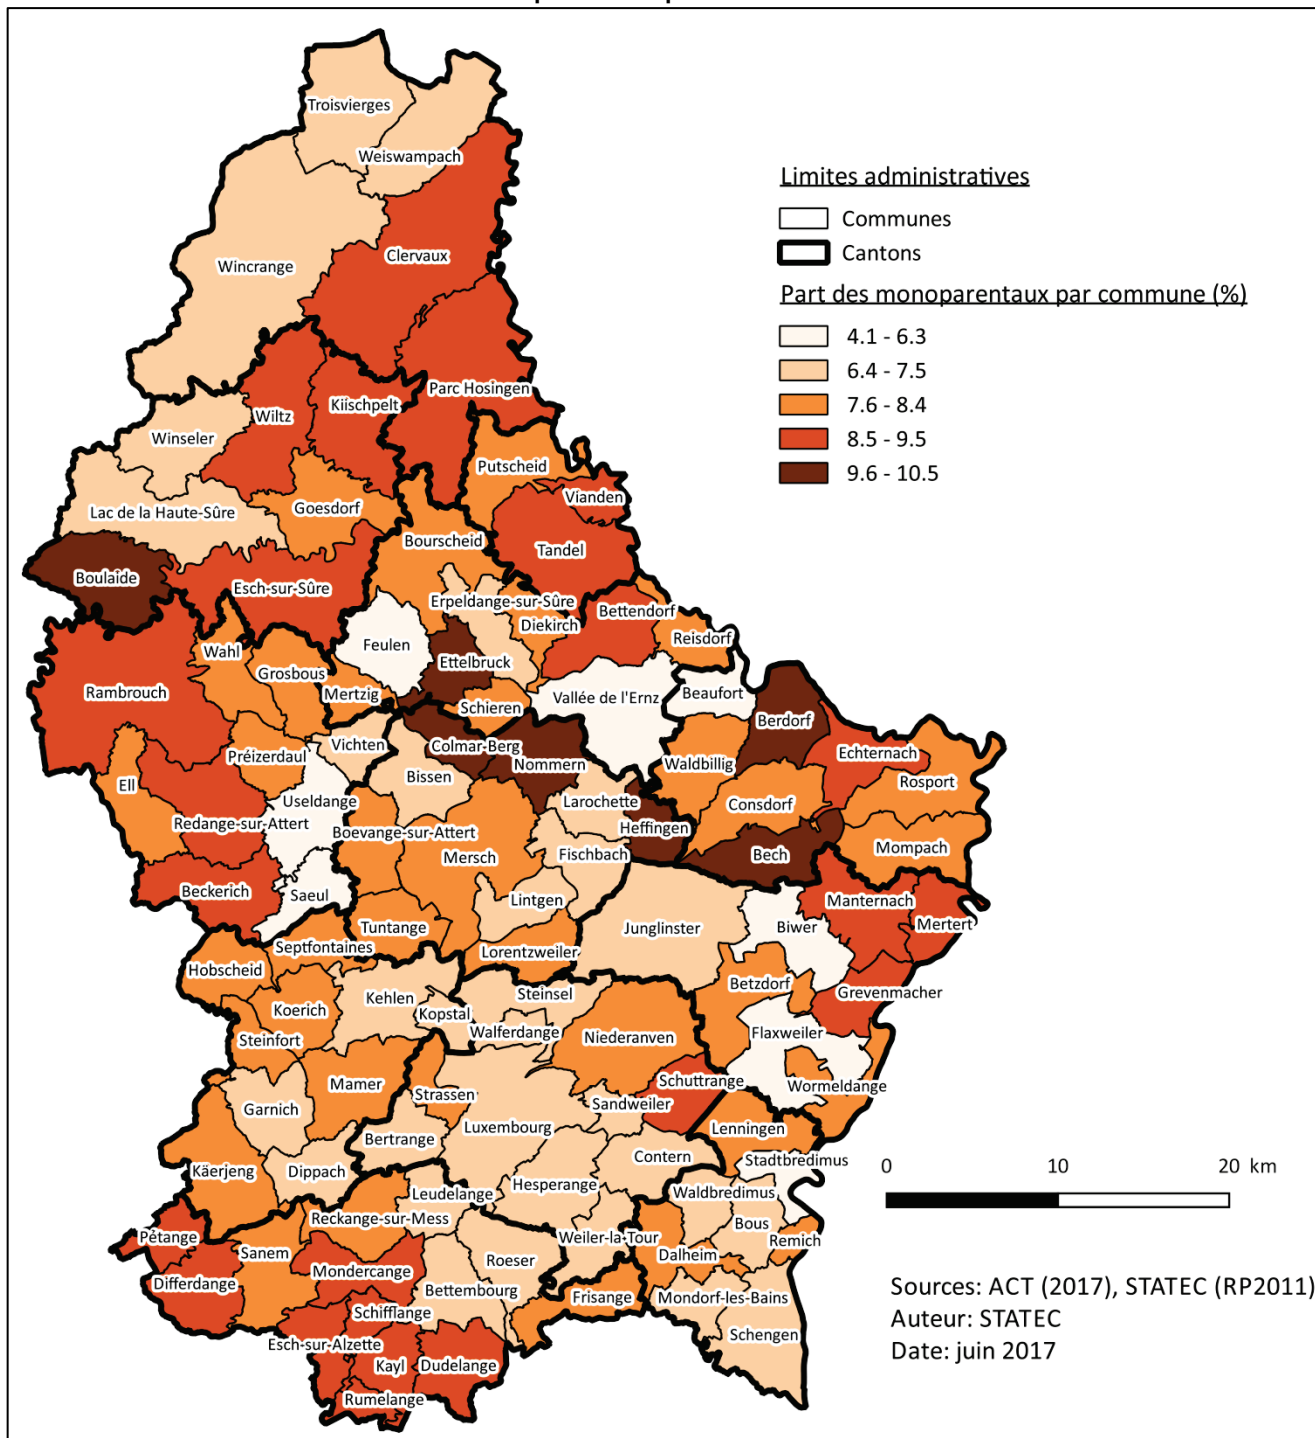 Troisvierges
Weiswampach
Limites administratives
Communes
Cantons
Clervaux
Wincrange
Part des monoparentaux par commune (%)
4.1 - 6.3
6.4 - 7.5
7.6 - 8.4
8.5 - 9.5
9.6 - 10.5
Parc Hosingen
Kiischpelt
Wiltz
Winseler
Putscheid
Vianden
Goesdorf
Lac de la Haute-Sûre
Bourscheid
Tandel
Boulaide
Esch-sur-Sûre
Erpeldange-sur-Sûre
Bettendorf
Diekirch
Reisdorf
Feulen
Wahl
Ettelbruck
Grosbous
Rambrouch
Mertzig
Beaufort
Vallée de l'Ernz
Schieren
Berdorf
Vichten
Colmar-Berg
Echternach
Préizerdaul
Nommern
Waldbillig
Bissen
Ell
Rosport
Useldange
Larochette
Consdorf
Redange-sur-Attert
Boevange-sur-Attert
Heffingen
Mompach
Mersch
Fischbach
Bech
Beckerich
Saeul
Lintgen
Manternach
Mertert
Tuntange
Junglinster
Biwer
Septfontaines
Lorentzweiler
Hobscheid
Betzdorf
Kehlen
Steinsel
Grevenmacher
Koerich
Kopstal
Walferdange
Flaxweiler
Steinfort
Niederanven
Schuttrange
Mamer
Wormeldange
Strassen
Garnich
Sandweiler
Luxembourg
Lenningen
Bertrange
Contern
Stadtbredimus
0 10 20 km
Käerjeng
Dippach
Hesperange
Leudelange
Waldbredimus
Reckange-sur-Mess
Bous
Pétange
Weiler-la-Tour
Remich
Sanem
Roeser
Dalheim
Mondercange
Differdange
Bettembourg
Frisange
Mondorf-les-Bains
Schifflange
Schengen
Esch-sur-Alzette
Kayl
Dudelange
Rumelange
Sources: ACT (2017), STATEC (RP2011)
Auteur: STATEC
Date: juin 2017